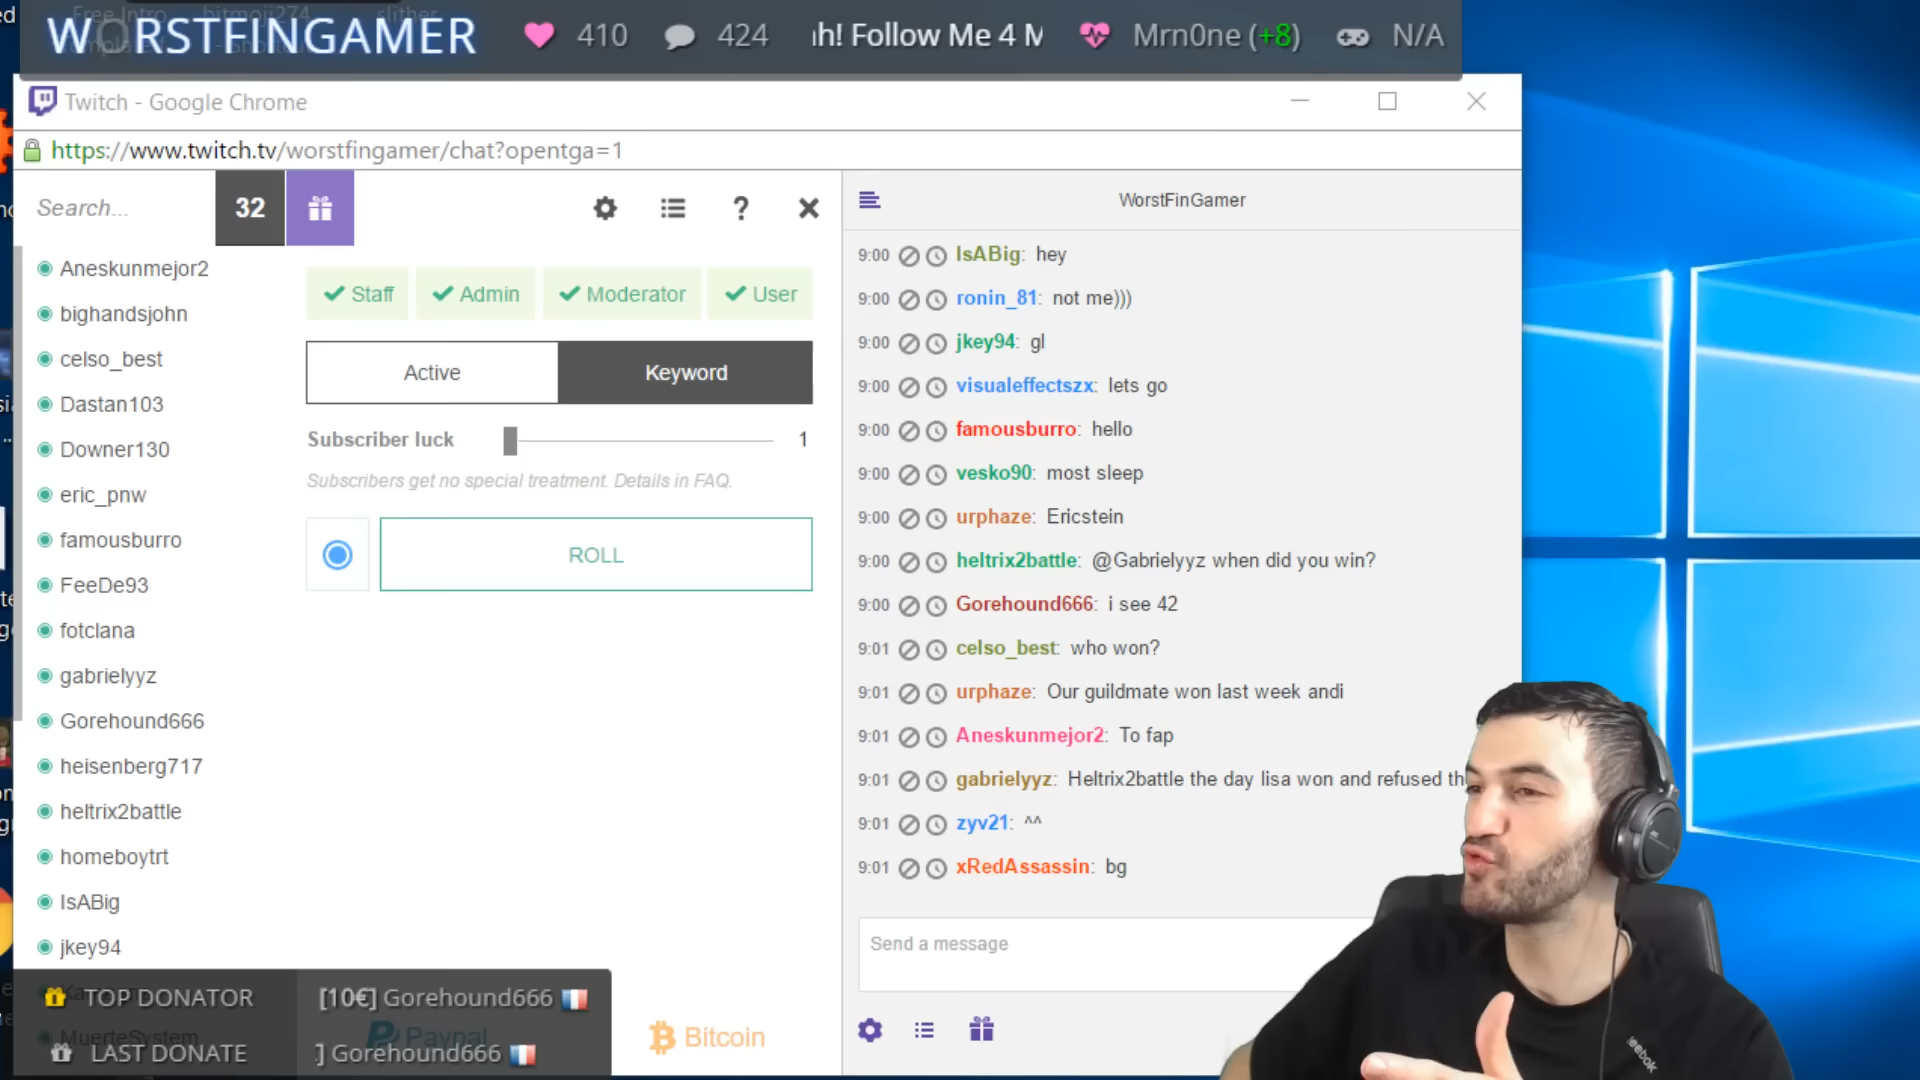 WORSTFINGAMER 410 424 Follow Me 4 M Mrn0ne (+8) N/A
Twitch - Google Chrome
https://www.twitch.tv/worstfingamer/chat?opentga=1
Search... 32
WorstFinGamer
Aneskunmejor2
bighandsjohn
celso_best
Dastan103
Downer130
eric_pnw
famousburro
FeeDe93
fotclana
gabrielyyz
Gorehound666
heisenberg717
heltrix2battle
homeboytrt
IsABig
jkey94
MuerteSystem
Staff Admin Moderator User
Active Keyword
Subscriber luck 1
Subscribers get no special treatment. Details in FAQ.
ROLL
Paypal Bitcoin
9:00 IsABig: hey
9:00 ronin_81: not me)))
9:00 jkey94: gl
9:00 visualeffectszx: lets go
9:00 famousburro: hello
9:00 vesko90: most sleep
9:00 urphaze: Ericstein
9:00 heltrix2battle: @Gabrielyyz when did you win?
9:00 Gorehound666: i see 42
9:01 celso_best: who won?
9:01 urphaze: Our guildmate won last week andi
9:01 Aneskunmejor2: To fap
9:01 gabrielyyz: Heltrix2battle the day lisa won and refused th
9:01 zyv21: ^^
9:01 xRedAssassin: bg
Send a message
TOP DONATOR [10€] Gorehound666
LAST DONATE ] Gorehound666